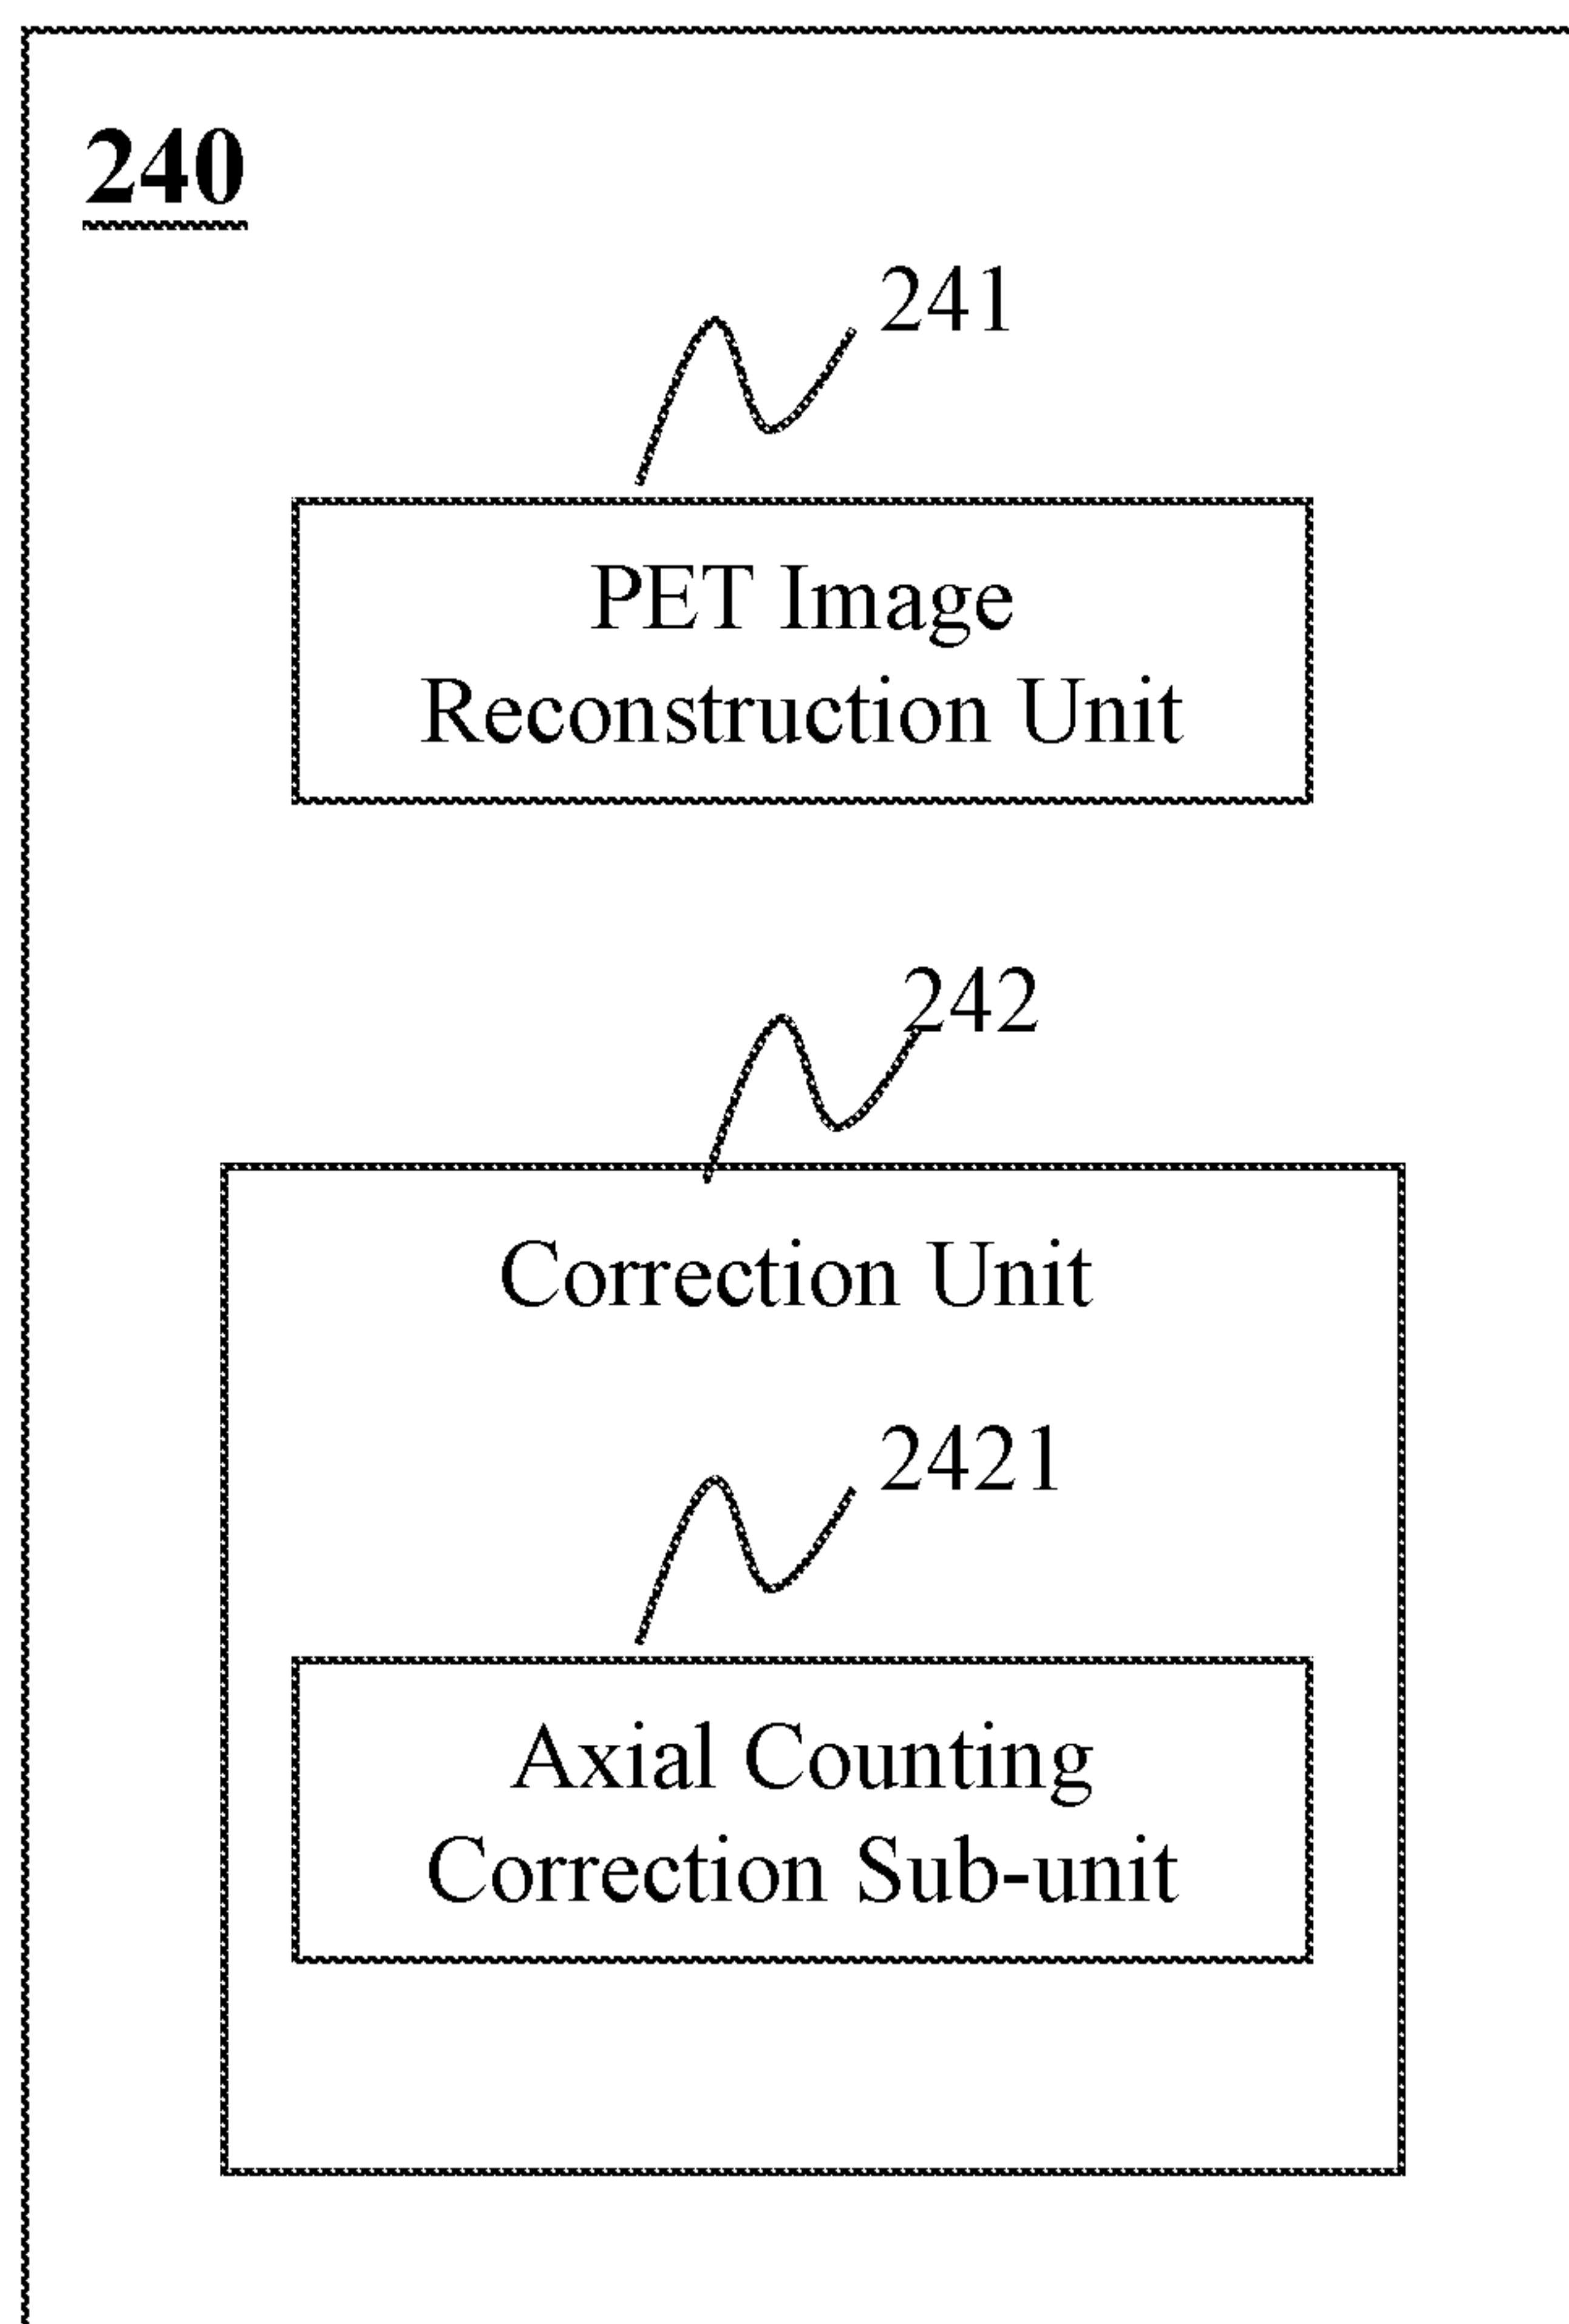 240
241
PET Image
Reconstruction Unit
242
Correction Unit
2421
Axial Counting
Correction Sub-unit